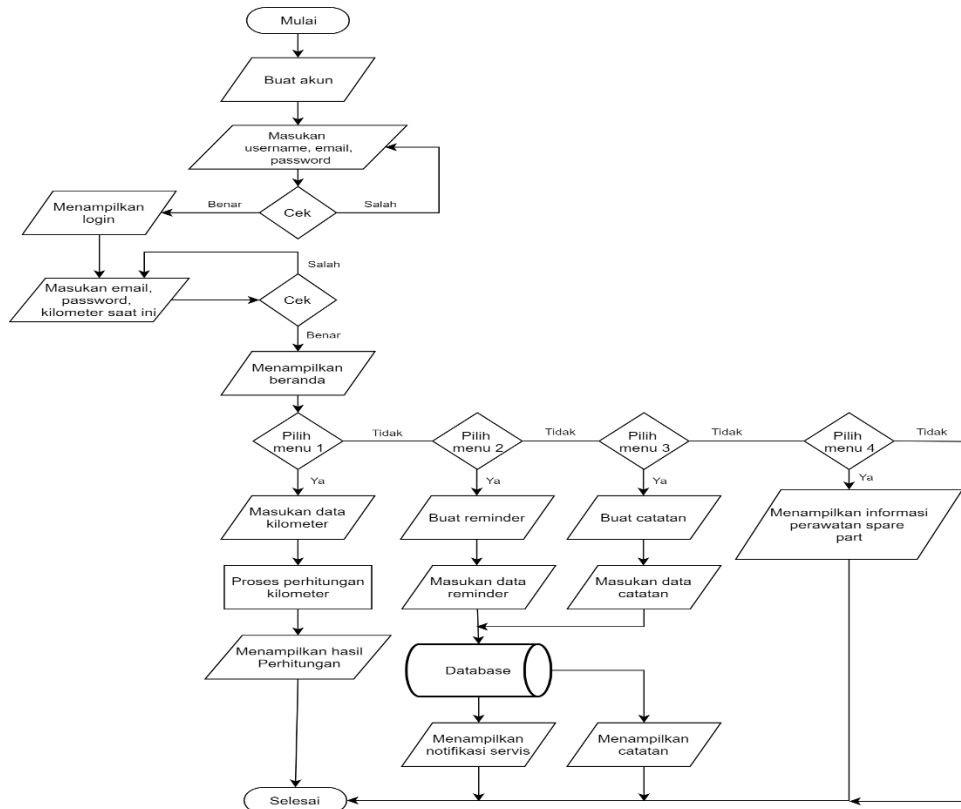 Mulai
Buat akun
Masukan
username, email,
password
Cek
Benar
Salah
Menampilkan
login
Salah
Masukan email,
password,
kilometer saat ini
Cek
Benar
Menampilkan
beranda
Pilih
menu 1
Tidak
Pilih
menu 2
Tidak
Pilih
menu 3
Tidak
Pilih
menu 4
Tidak
Ya
Ya
Ya
Ya
Masukan data
kilometer
Buat reminder
Buat catatan
Menampilkan informasi
perawatan spare
part
Proses perhitungan
kilometer
Masukan data
reminder
Masukan data
catatan
Menampilkan hasil
Perhitungan
Database
Menampilkan
notifikasi servis
Menampilkan
catatan
Selesai